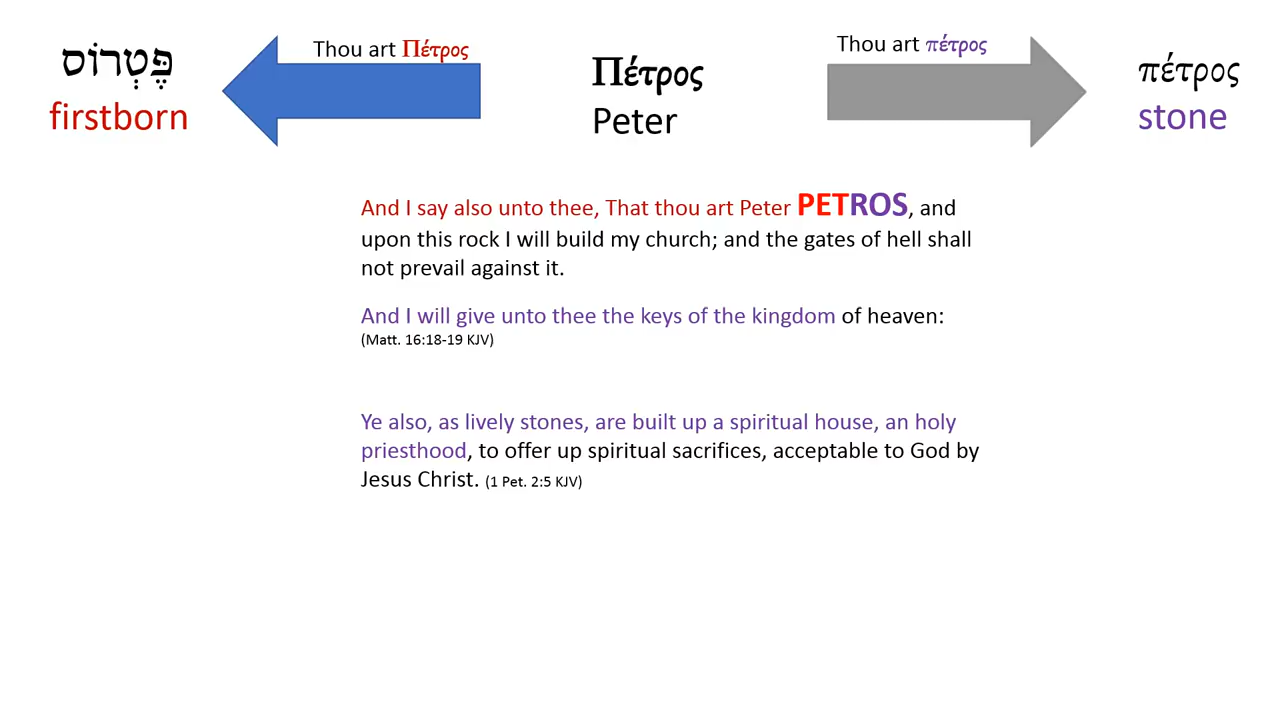 פֶּטְרוֹס
firstborn
Thou art Πέτρος
Πέτρος
Peter
Thou art πέτρος
πέτρος
stone
And I say also unto thee, That thou art Peter PETROS, and
upon this rock I will build my church; and the gates of hell shall
not prevail against it.
And I will give unto thee the keys of the kingdom of heaven:
(Matt. 16:18-19 KJV)
Ye also, as lively stones, are built up a spiritual house, an holy
priesthood, to offer up spiritual sacrifices, acceptable to God by
Jesus Christ. (1 Pet. 2:5 KJV)